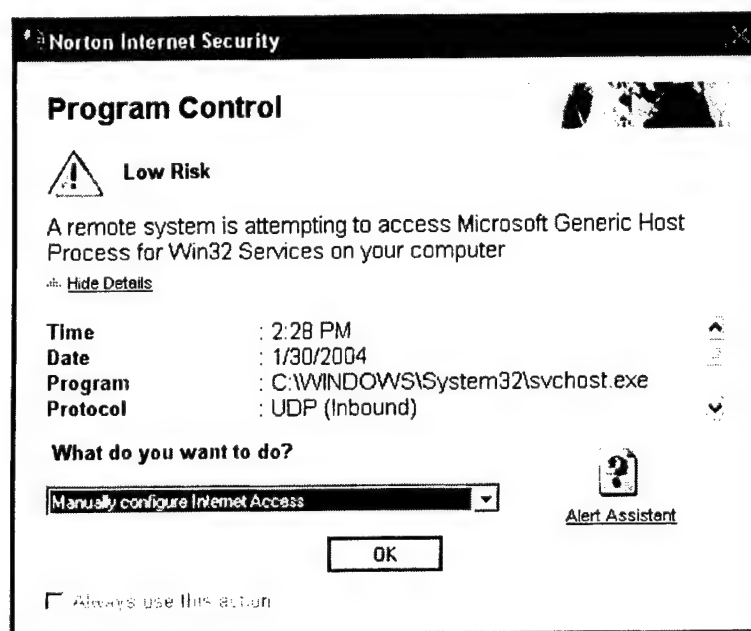 Norton Internet Security
Program Control
Low Risk
A remote system is attempting to access Microsoft Generic Host
Process for Win32 Services on your computer
Hide Details
Time : 2:28 PM
Date : 1/30/2004
Program : C:\WINDOWS\System32\svchost.exe
Protocol : UDP (Inbound)
What do you want to do?
Manually configure Internet Access
Alert Assistant
OK
Always use this action